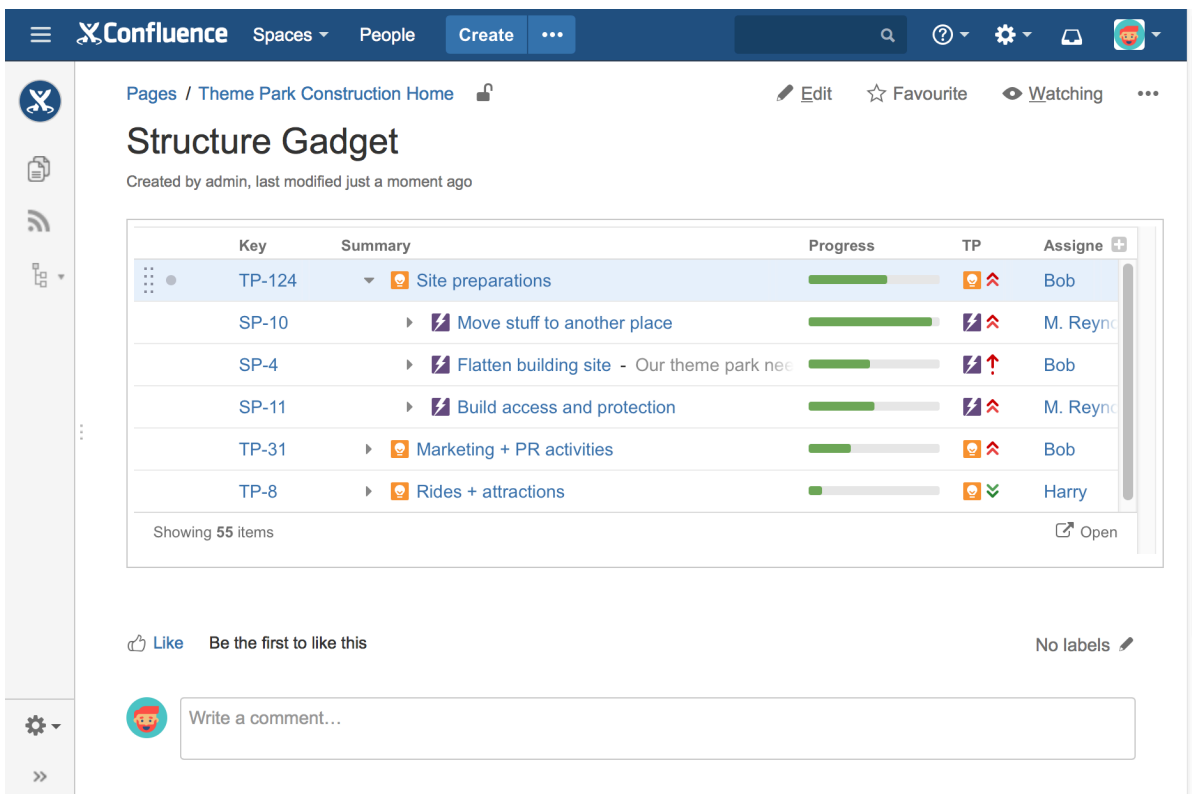 Confluence Spaces People Create
Pages / Theme Park Construction Home Edit Favourite Watching
Structure Gadget
Created by admin, last modified just a moment ago
Key Summary Progress TP Assigne
TP-124 Site preparations Bob
SP-10 Move stuff to another place M. Reync
SP-4 Flatten building site - Our theme park nee Bob
SP-11 Build access and protection M. Reync
TP-31 Marketing + PR activities Bob
TP-8 Rides + attractions Harry
Showing 55 items Open
Like Be the first to like this No labels
Write a comment…